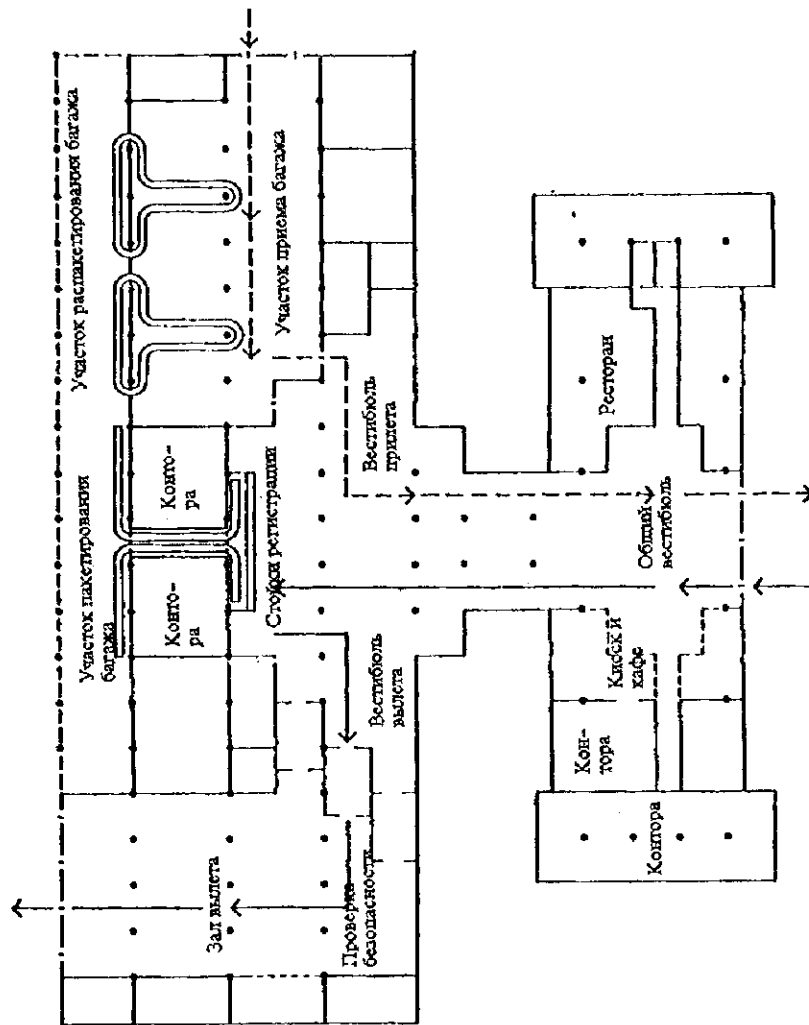 Участок распакетирования багажа
Участок приема багажа
Участок пакетирования
багажа
Конто-
ра
Конто-
ра
Стойки регистрации
Вестибюль
прилета
Вестибюль
вылета
Зал вылета
Проверка
безопасности
Ресторан
Общий
вестибюль
Киоск и
кафе
Кон-
тора
Контора